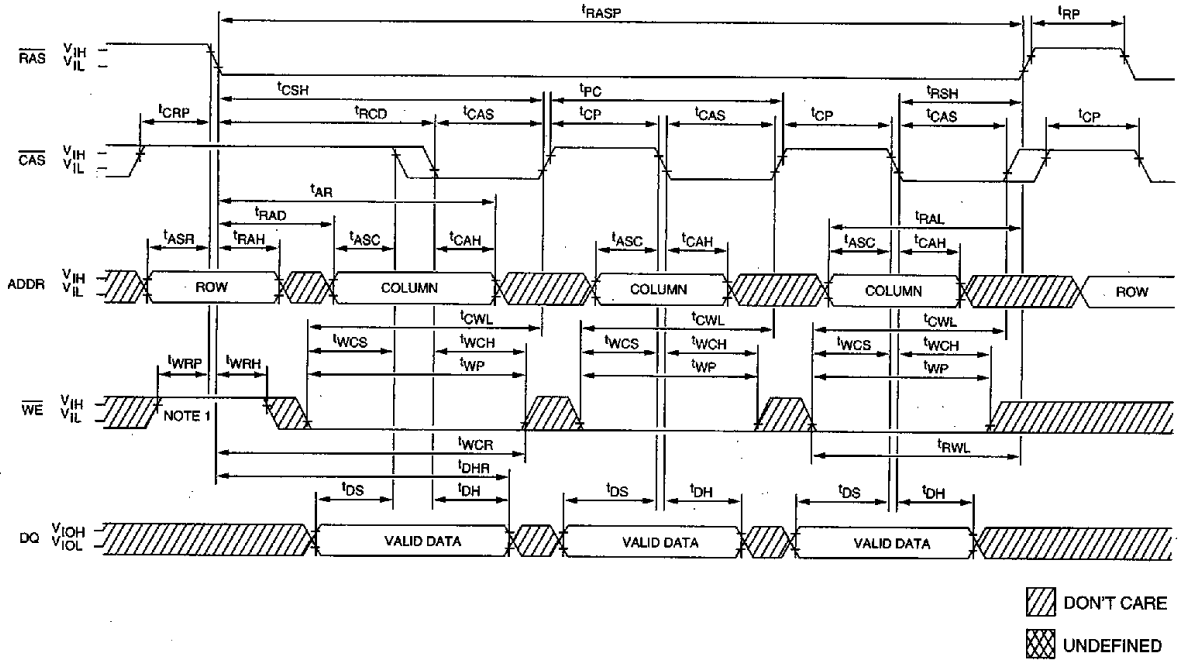 tRASP tRP
RAS VIH
VIL
tCSH tPC tRSH
tCRP tRCD tCAS tCP tCAS tCP tCAS tCP
CAS VIH
VIL
tAR
tRAD tRAL
tASR tRAH tASC tCAH tASC tCAH tASC tCAH
ADDR VIH
VIL
ROW COLUMN COLUMN COLUMN ROW
tCWL tCWL tCWL
tWCS tWCH tWCS tWCH tWCS tWCH
tWRP tWRH tWP tWP tWP
WE VIH
VIL
NOTE 1
tWCR tRWL
tDHR
tDS tDH tDS tDH tDS tDH
DQ VIOH
VIOL
VALID DATA VALID DATA VALID DATA
DON'T CARE
UNDEFINED